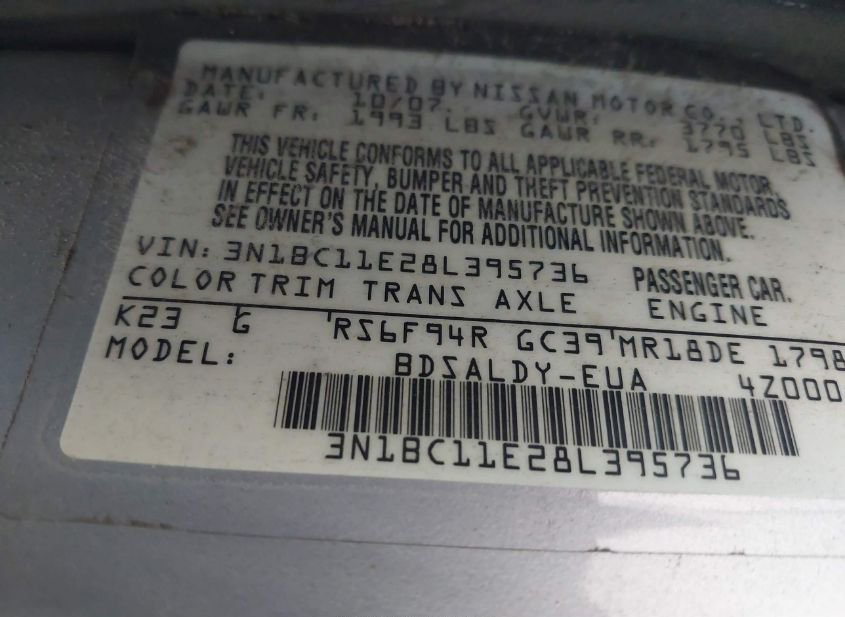 MANUFACTURED BY NISSAN MOTOR CO., LTD.
DATE: 10/07 GVWR: 3770 LBS
GAWR FR: 1993 LBS GAWR RR: 1795 LBS
THIS VEHICLE CONFORMS TO ALL APPLICABLE FEDERAL MOTOR
VEHICLE SAFETY, BUMPER AND THEFT PREVENTION STANDARDS
IN EFFECT ON THE DATE OF MANUFACTURE SHOWN ABOVE.
SEE OWNER'S MANUAL FOR ADDITIONAL INFORMATION.
VIN: 3N1BC11E28L395736 PASSENGER CAR.
COLOR TRIM TRANS AXLE ENGINE
K23 G RS6F94R GC39 MR18DE 1798
MODEL: BDSALDY-EUA 4Z000
3N1BC11E28L395736